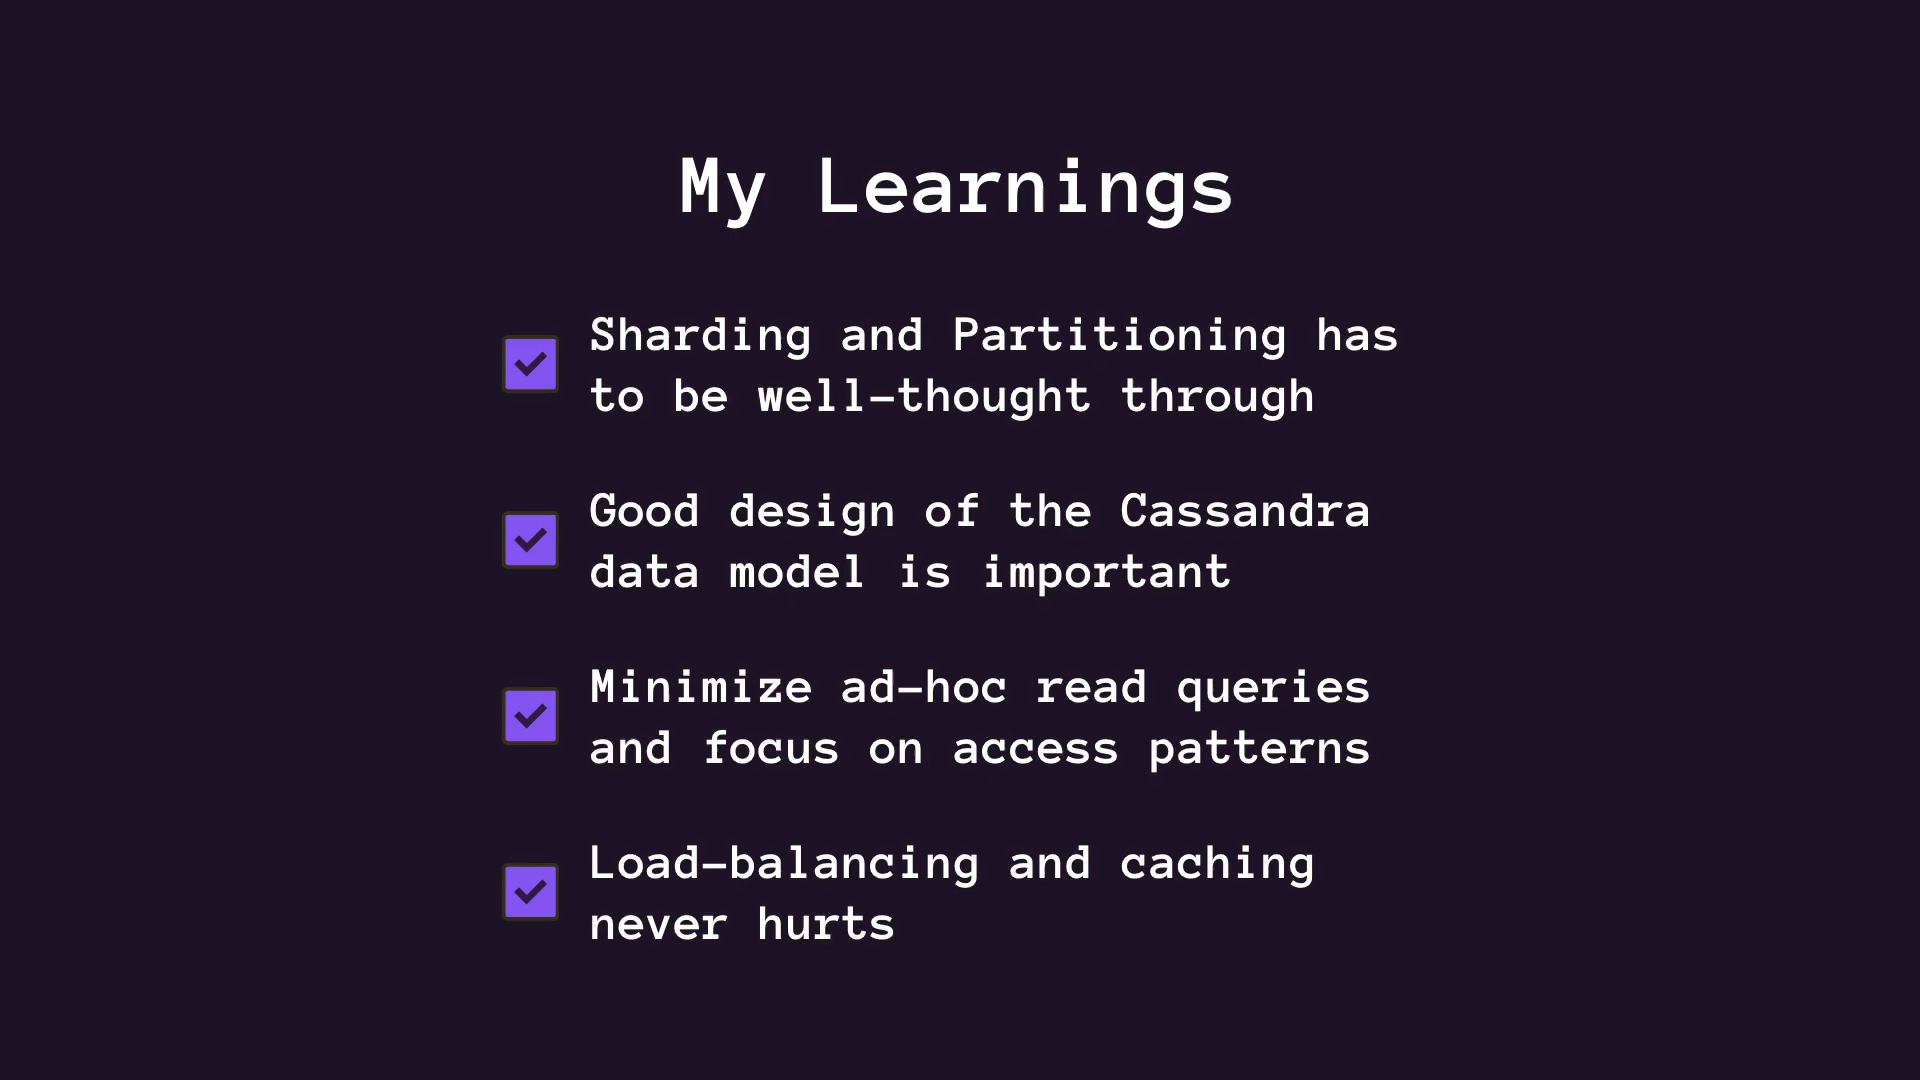 My Learnings
Sharding and Partitioning has
to be well-thought through
Good design of the Cassandra
data model is important
Minimize ad-hoc read queries
and focus on access patterns
Load-balancing and caching
never hurts